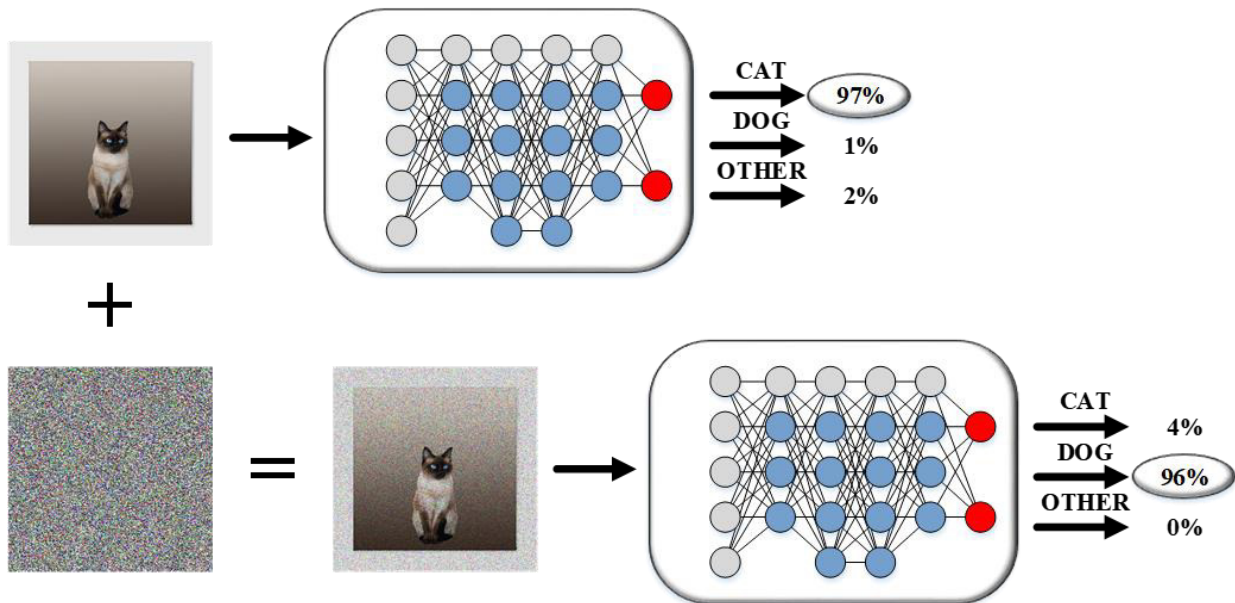 CAT
97%
DOG
1%
OTHER
2%
CAT
4%
DOG
96%
OTHER
0%